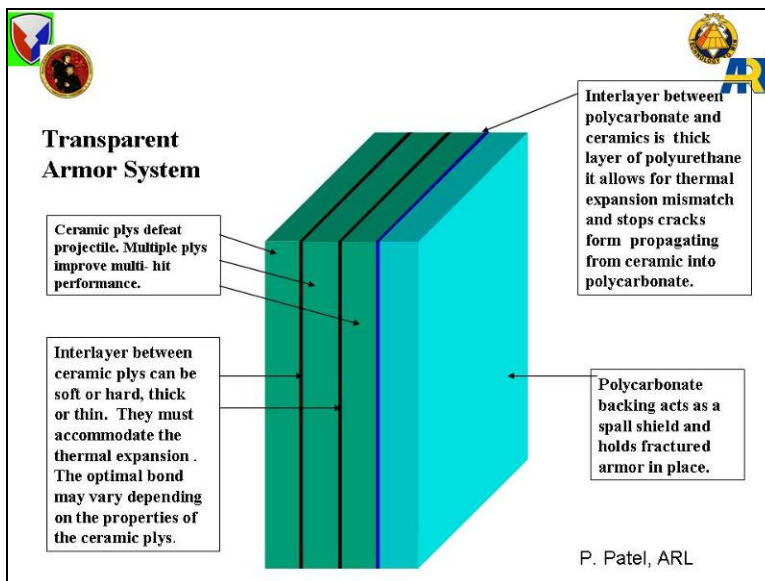 Transparent
Armor System
Ceramic plys defeat
projectile. Multiple plys
improve multi- hit
performance.
Interlayer between
ceramic plys can be
soft or hard, thick
or thin. They must
accommodate the
thermal expansion .
The optimal bond
may vary depending
on the properties of
the ceramic plys.
Interlayer between
polycarbonate and
ceramics is thick
layer of polyurethane
it allows for thermal
expansion mismatch
and stops cracks
form propagating
from ceramic into
polycarbonate.
Polycarbonate
backing acts as a
spall shield and
holds fractured
armor in place.
P. Patel, ARL